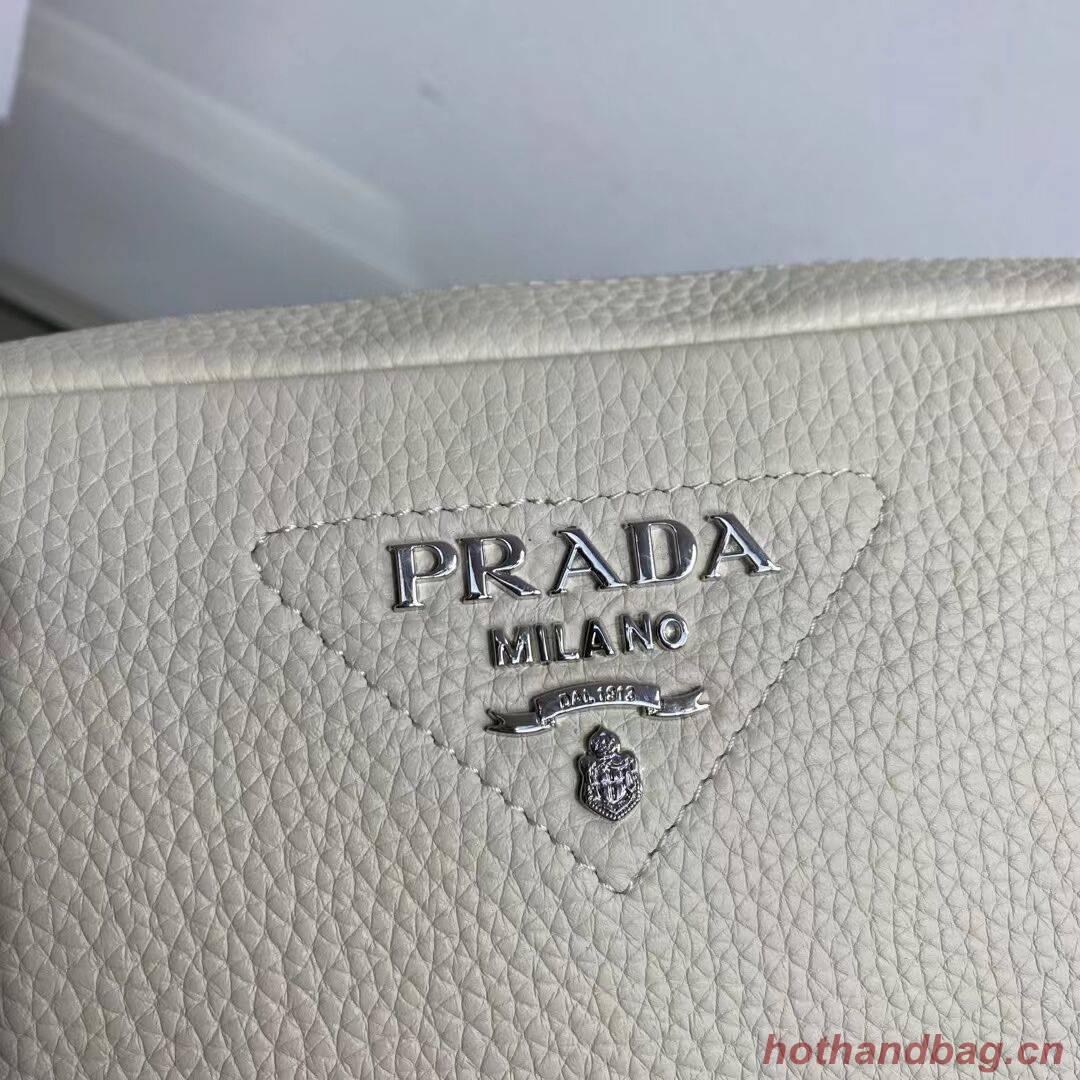 PRADA
MILANO
DAL 1913
hothandbag.cn